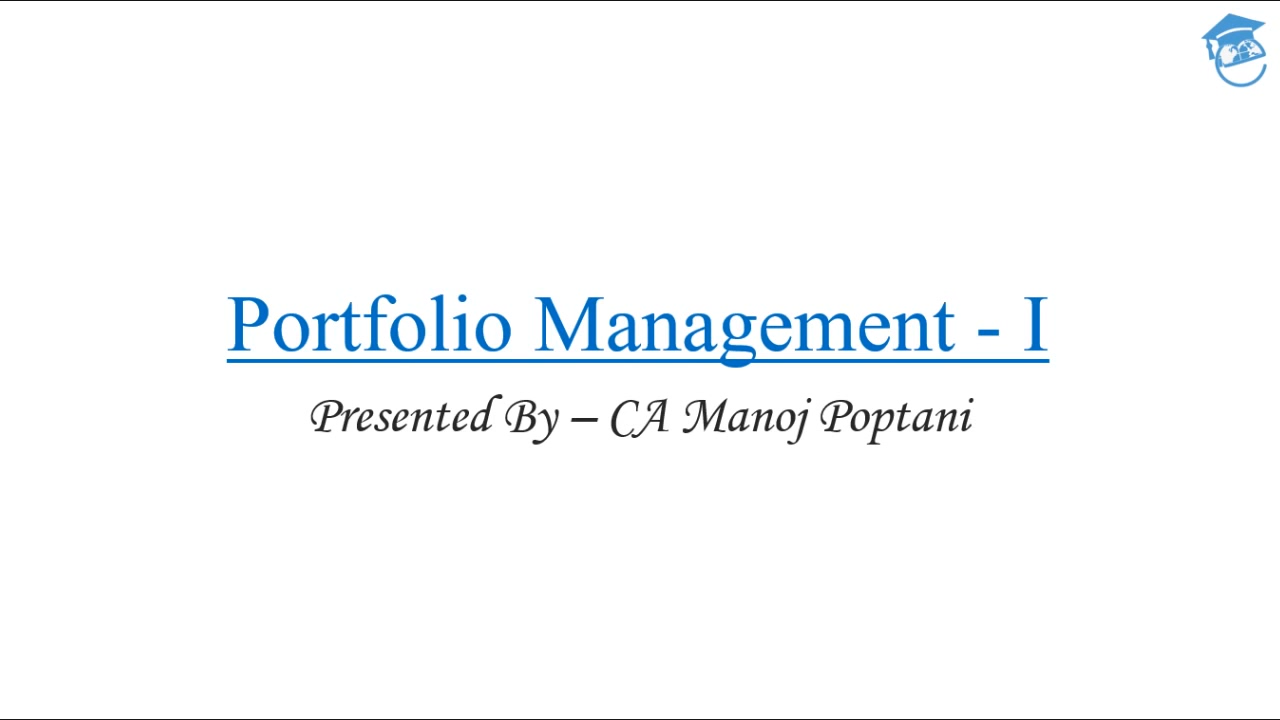 Portfolio Management - I
Presented By – CA Manoj Poptani